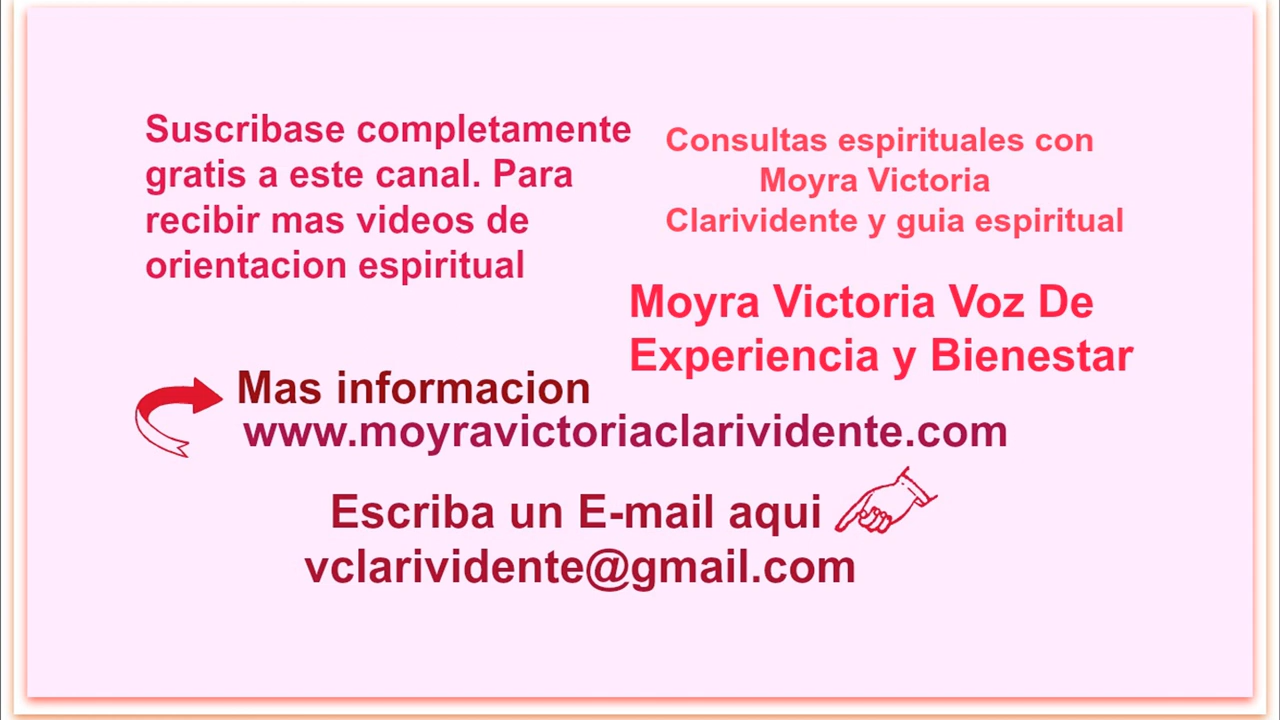 Suscribase completamente
gratis a este canal. Para
recibir mas videos de
orientacion espiritual
Consultas espirituales con
Moyra Victoria
Clarividente y guia espiritual
Moyra Victoria Voz De
Experiencia y Bienestar
Mas informacion
www.moyravictoriaclarividente.com
Escriba un E-mail aqui
vclarividente@gmail.com